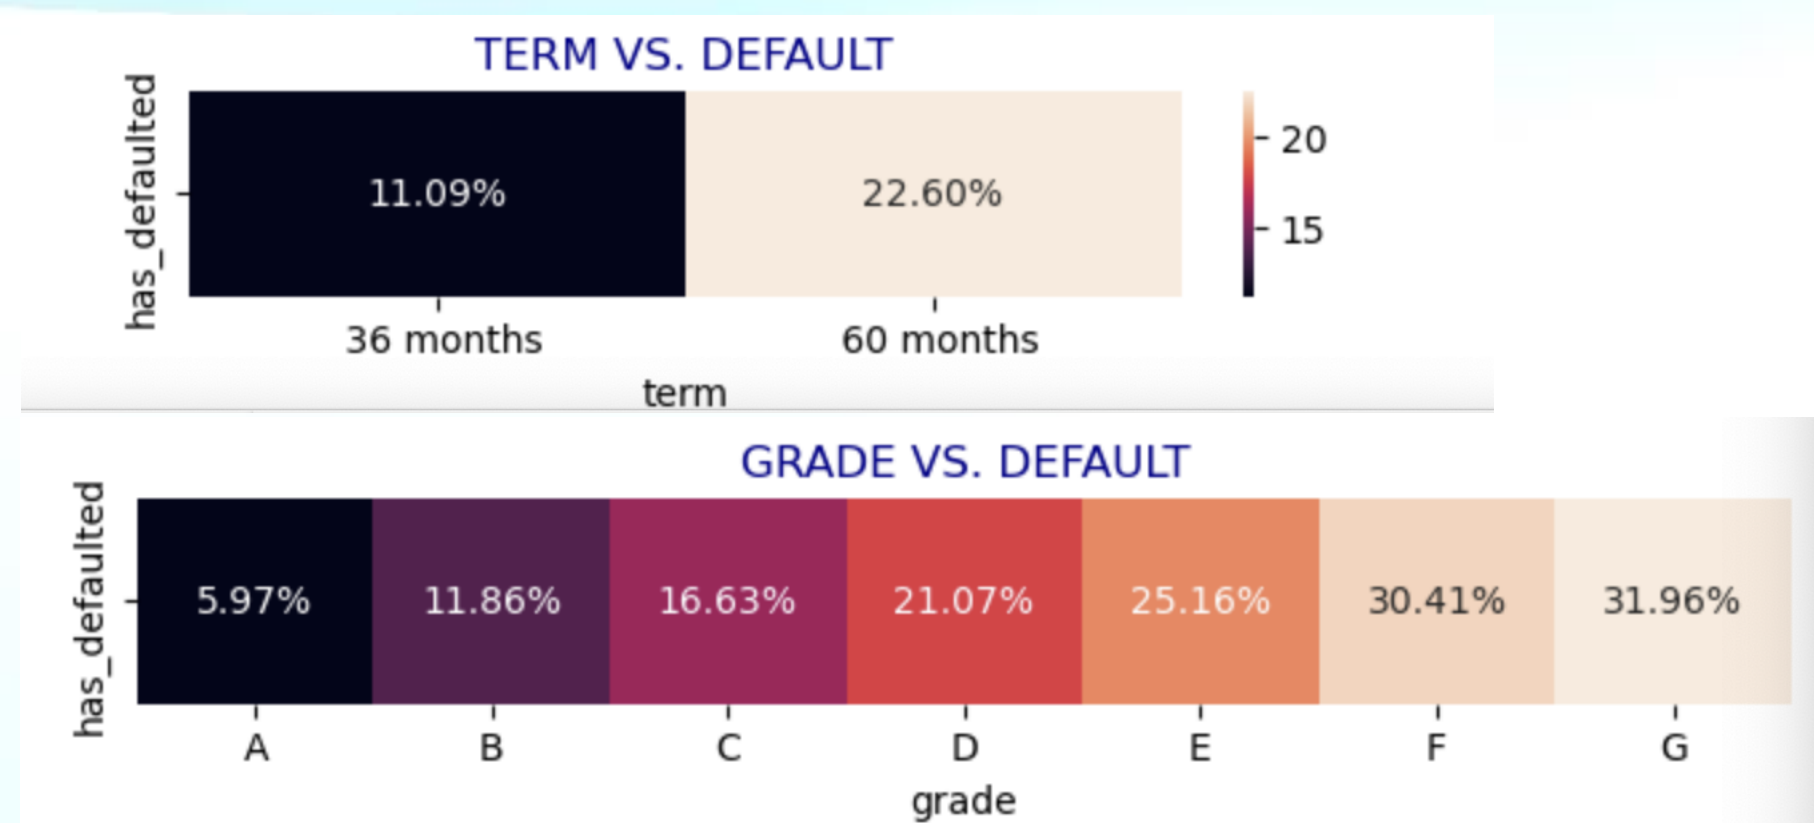 TERM VS. DEFAULT
has_defaulted
11.09% 22.60%
20
15
36 months 60 months
term
GRADE VS. DEFAULT
has_defaulted
5.97% 11.86% 16.63% 21.07% 25.16% 30.41% 31.96%
A B C D E F G
grade